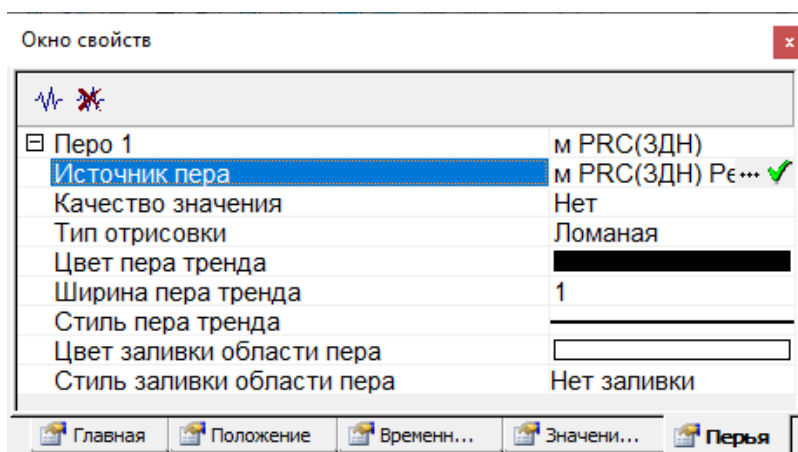 Окно свойств
Перо 1 м PRC(ЗДН)
Источник пера м PRC(ЗДН) Ре ...
Качество значения Нет
Тип отрисовки Ломаная
Цвет пера тренда
Ширина пера тренда 1
Стиль пера тренда
Цвет заливки области пера
Стиль заливки области пера Нет заливки
Главная Положение Временн... Значени... Перья